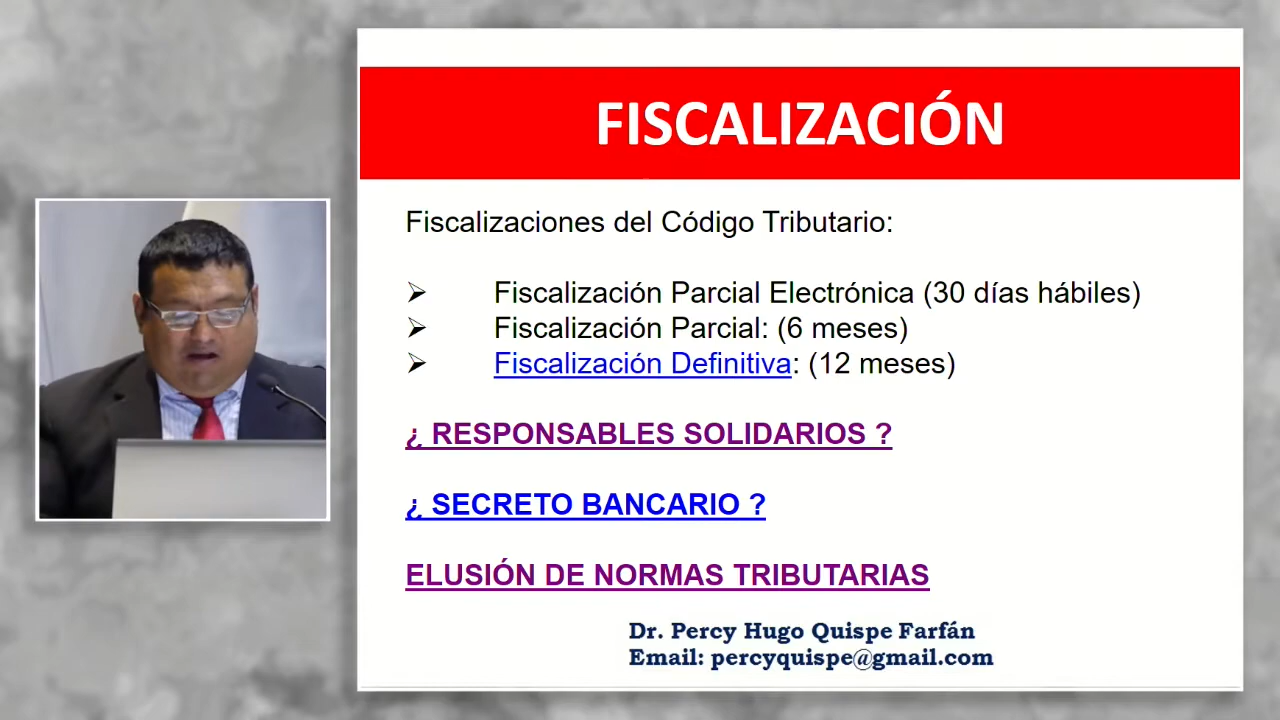 FISCALIZACIÓN
Fiscalizaciones del Código Tributario:
➢ Fiscalización Parcial Electrónica (30 días hábiles)
➢ Fiscalización Parcial: (6 meses)
➢ Fiscalización Definitiva: (12 meses)
¿ RESPONSABLES SOLIDARIOS ?
¿ SECRETO BANCARIO ?
ELUSIÓN DE NORMAS TRIBUTARIAS
Dr. Percy Hugo Quispe Farfán
Email: percyquispe@gmail.com